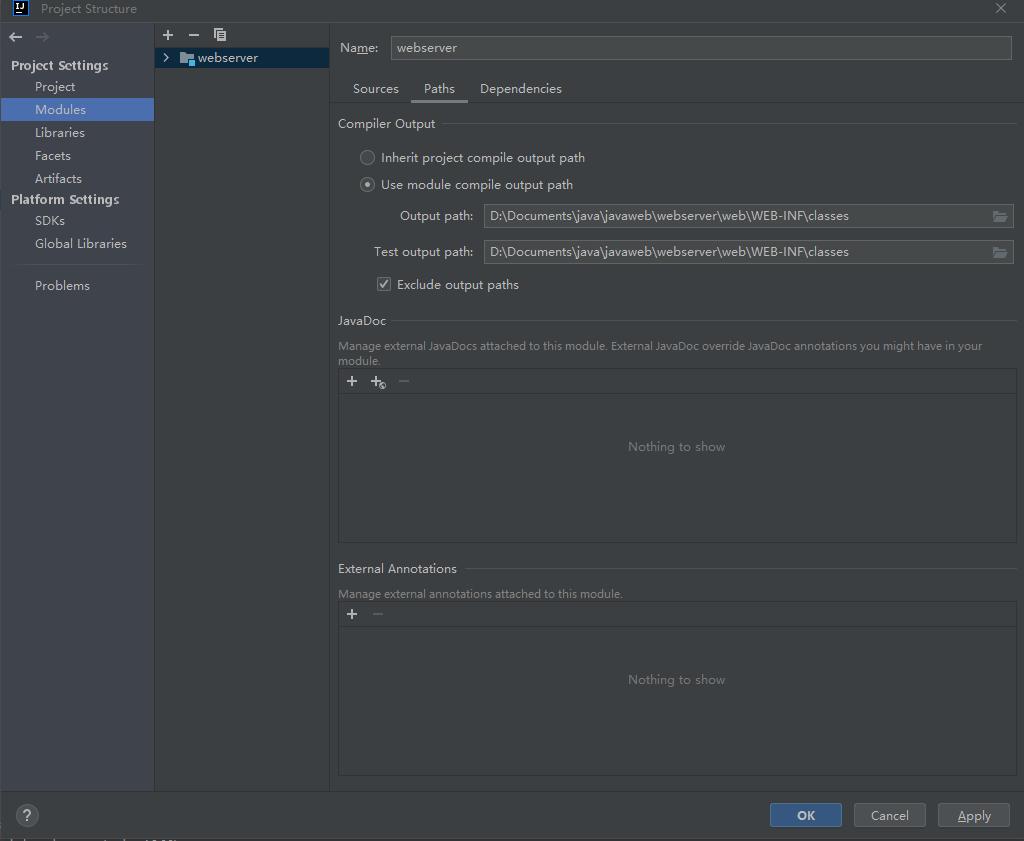 Project Structure
Project Settings
Project
Modules
Libraries
Facets
Artifacts
Platform Settings
SDKs
Global Libraries
Problems
webserver
Name: webserver
Sources Paths Dependencies
Compiler Output
Inherit project compile output path
Use module compile output path
Output path: D:\Documents\java\javaweb\webserver\web\WEB-INF\classes
Test output path: D:\Documents\java\javaweb\webserver\web\WEB-INF\classes
Exclude output paths
JavaDoc
Manage external JavaDocs attached to this module. External JavaDoc override JavaDoc annotations you might have in your
module.
Nothing to show
External Annotations
Manage external annotations attached to this module.
Nothing to show
?
OK Cancel Apply